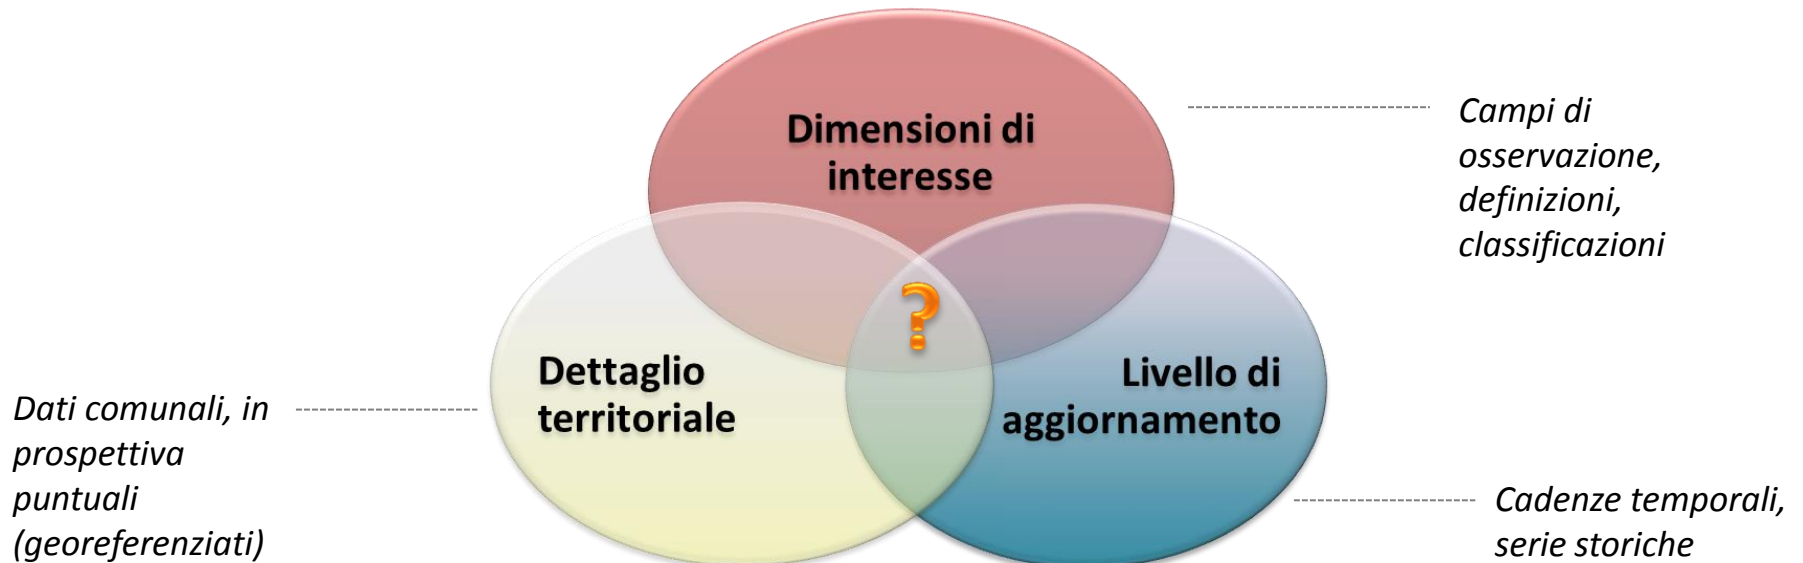 Dimensioni di
interesse
Campi di
osservazione,
definizioni,
classificazioni
?
Dettaglio
territoriale
Livello di
aggiornamento
Dati comunali, in
prospettiva
puntuali
(georeferenziati)
Cadenze temporali,
serie storiche